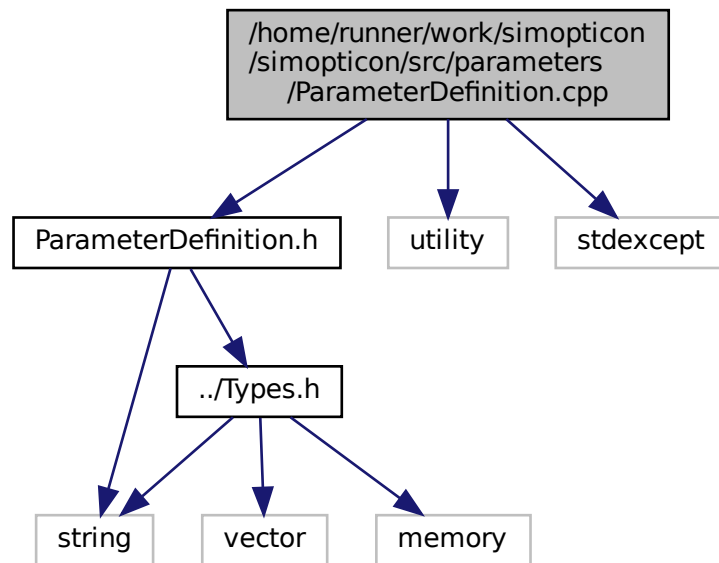 /home/runner/work/simopticon
/simopticon/src/parameters
/ParameterDefinition.cpp
ParameterDefinition.h
utility
stdexcept
../Types.h
string
vector
memory